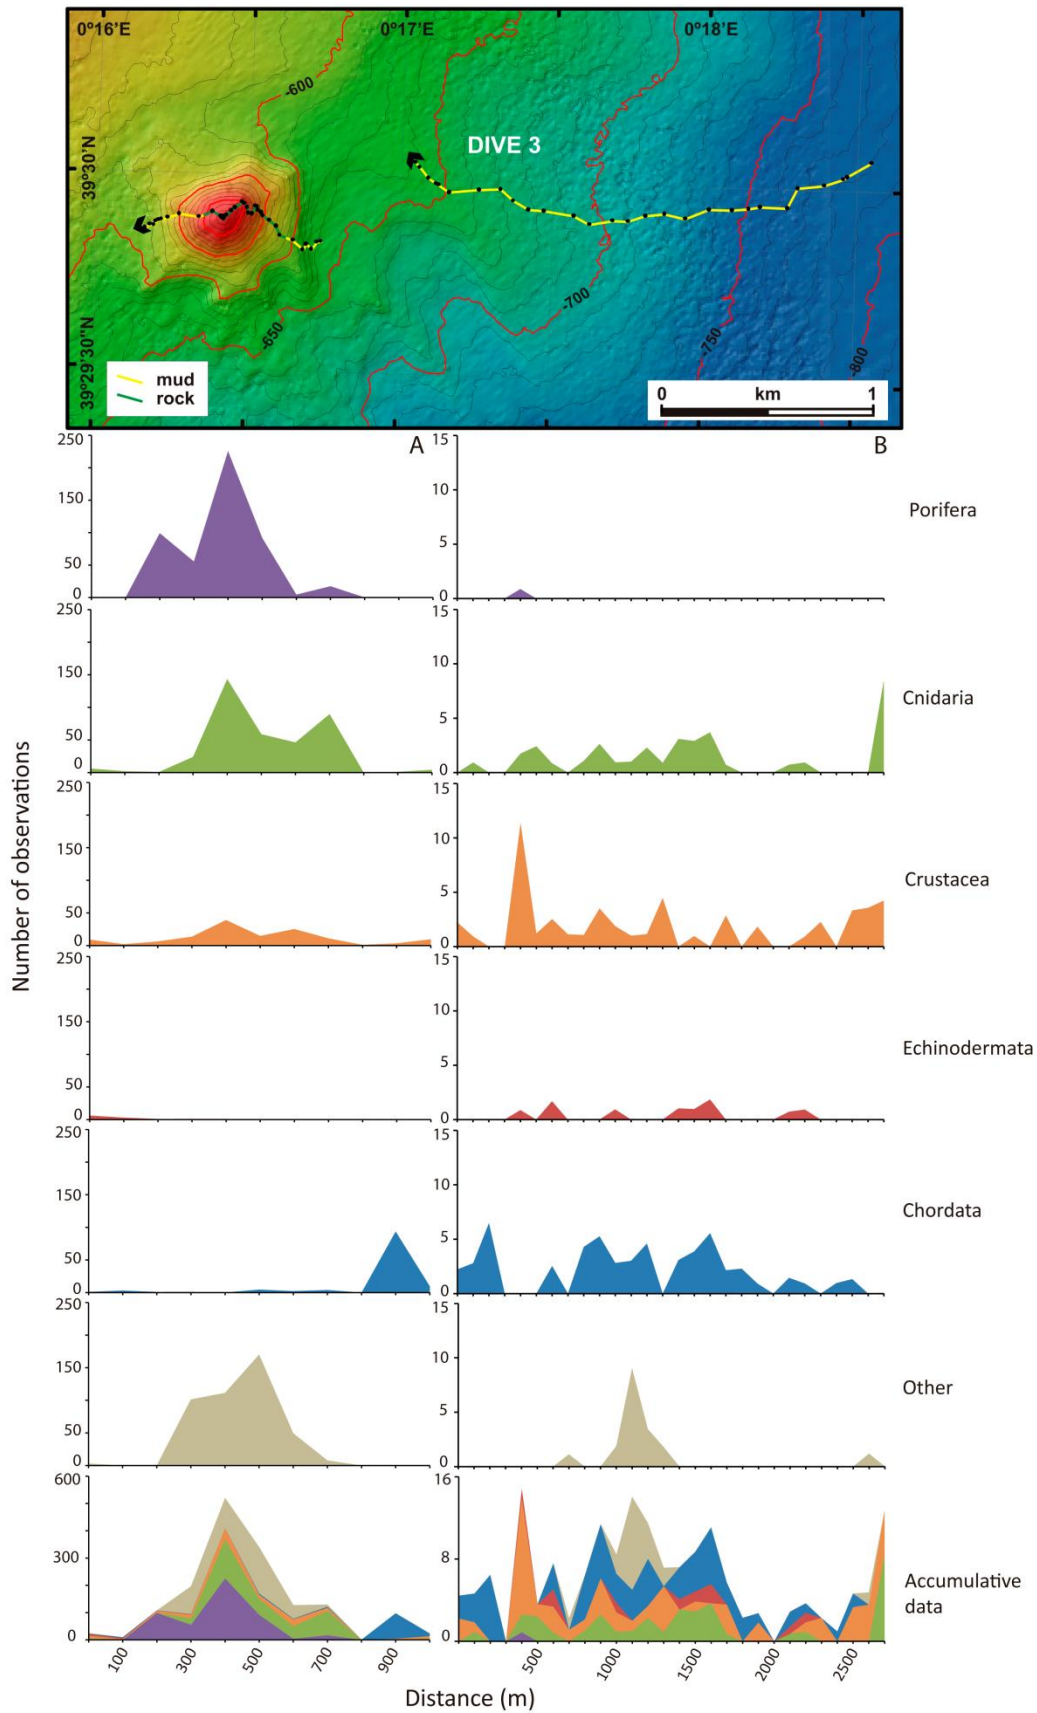 0º16'E
0º17'E
0º18'E
39º30'N
39º29'30"N
-600
-650
-700
-750
-800
DIVE 3
mud
rock
0 km 1
A
B
250
150
50
0
15
10
5
0
Porifera
250
150
50
0
15
10
5
0
Cnidaria
250
150
50
0
15
10
5
0
Crustacea
250
150
50
0
15
10
5
0
Echinodermata
250
150
50
0
15
10
5
0
Chordata
250
150
50
0
15
10
5
0
Other
600
300
0
16
8
0
Accumulative
data
Number of observations
100 300 500 700 900
500 1000 1500 2000 2500
Distance (m)